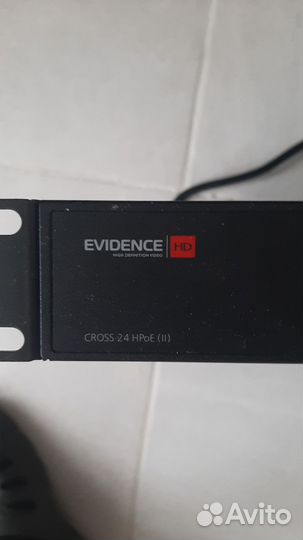 EVIDENCE HD
HIGH DEFINITION VIDEO
CROSS-24 HPoE (II)
Avito